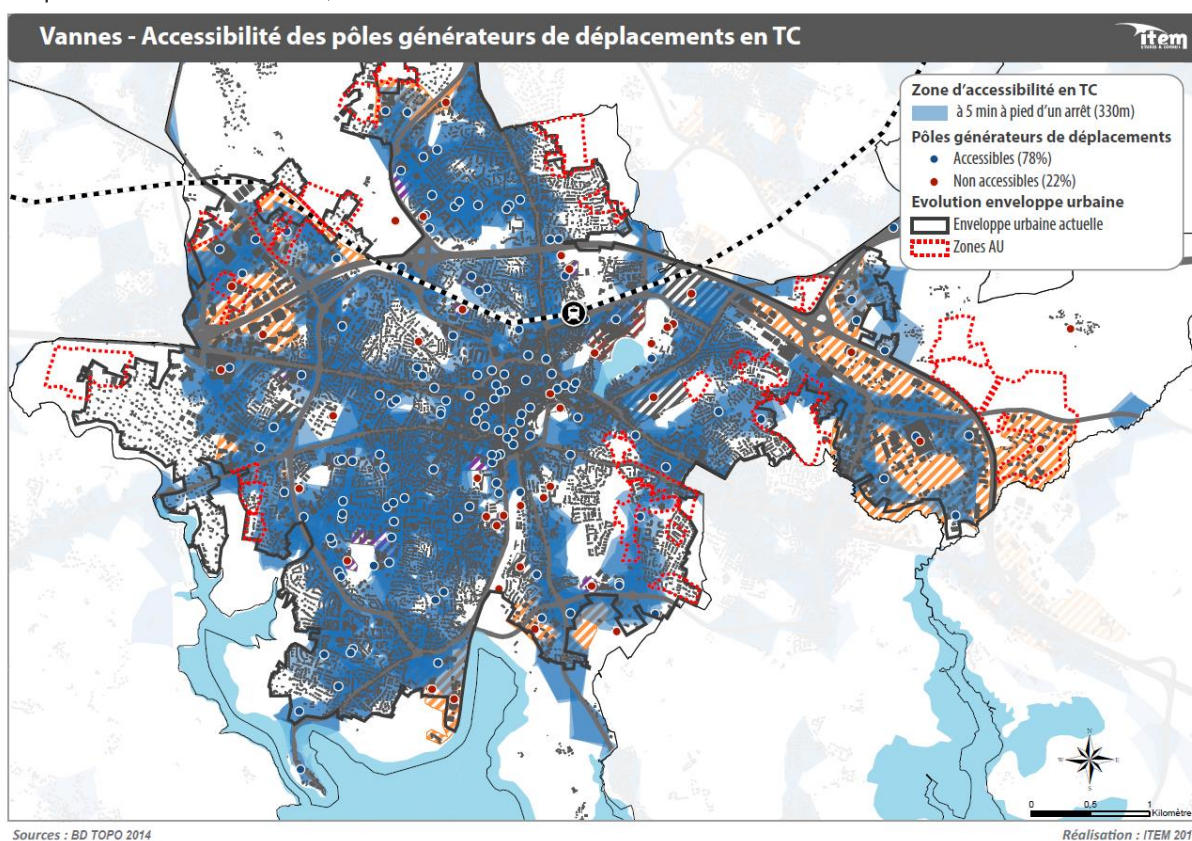 Vannes - Accessibilité des pôles générateurs de déplacements en TC
item
Zone d'accessibilité en TC
à 5 min à pied d'un arrêt (330m)
Pôles générateurs de déplacements
Accessibles (78%)
Non accessibles (22%)
Evolution enveloppe urbaine
Enveloppe urbaine actuelle
Zones AU
N
W
E
S
0 0,5 1
Kilomètre
Sources : BD TOPO 2014
Réalisation : ITEM 201